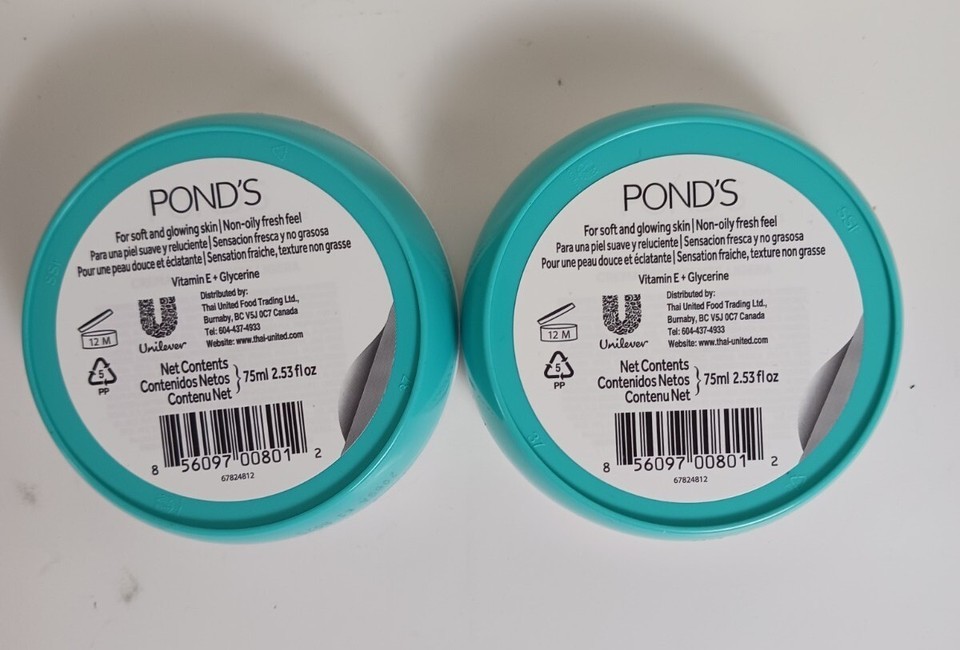 POND'S
For soft and glowing skin | Non-oily fresh feel
Para una piel suave y reluciente | Sensacion fresca y no grasosa
Pour une peau douce et éclatante | Sensation fraiche, texture non grasse
Vitamin E + Glycerine
12 M
Unilever
Distributed by:
Thai United Food Trading Ltd.,
Burnaby, BC V5J 0C7 Canada
Tel: 604-437-4933
Website: www.thai-united.com
5
PP
Net Contents
Contenidos Netos
Contenu Net
75ml 2.53 fl oz
8 56097 00801 2
67824812
POND'S
For soft and glowing skin | Non-oily fresh feel
Para una piel suave y reluciente | Sensacion fresca y no grasosa
Pour une peau douce et éclatante | Sensation fraiche, texture non grasse
Vitamin E + Glycerine
12 M
Unilever
Distributed by:
Thai United Food Trading Ltd.,
Burnaby, BC V5J 0C7 Canada
Tel: 604-437-4933
Website: www.thai-united.com
5
PP
Net Contents
Contenidos Netos
Contenu Net
75ml 2.53 fl oz
8 56097 00801 2
67824812